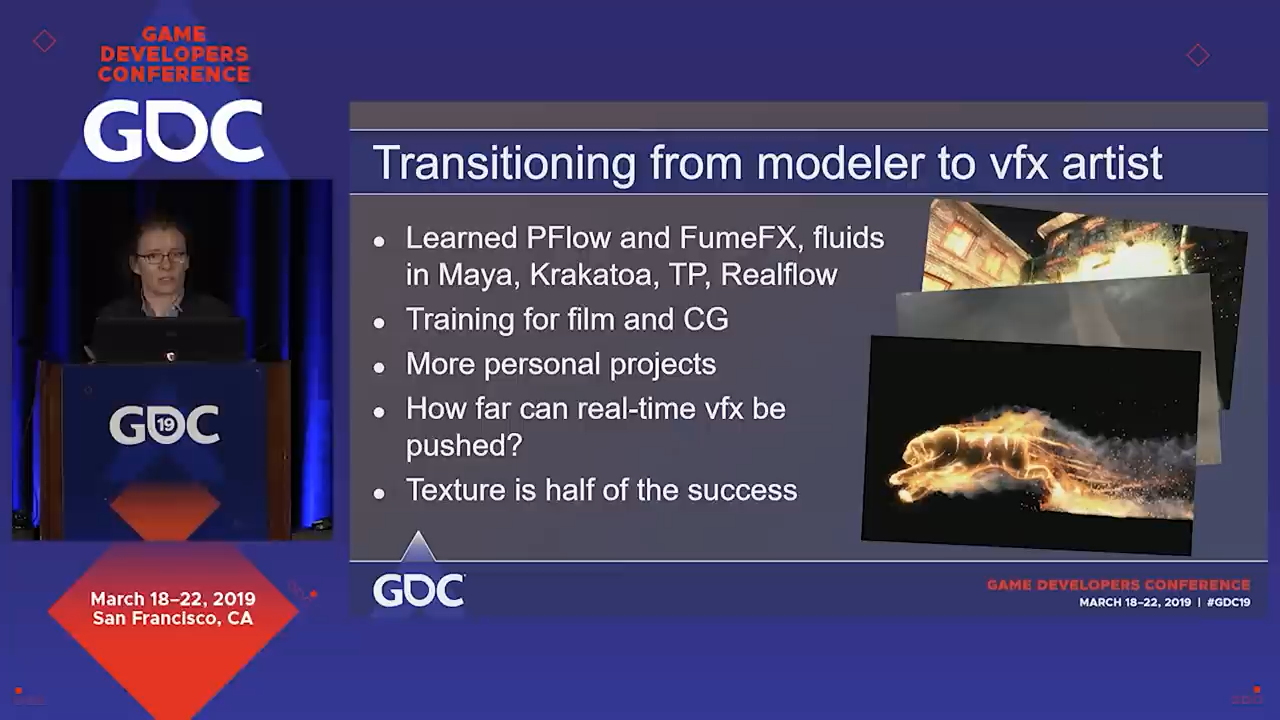 GAME
DEVELOPERS
CONFERENCE
GDC
GDC
19
March 18–22, 2019
San Francisco, CA
Transitioning from modeler to vfx artist
Learned PFlow and FumeFX, fluids
in Maya, Krakatoa, TP, Realflow
Training for film and CG
More personal projects
How far can real-time vfx be
pushed?
Texture is half of the success
GDC
GAME DEVELOPERS CONFERENCE
MARCH 18–22, 2019 | #GDC19